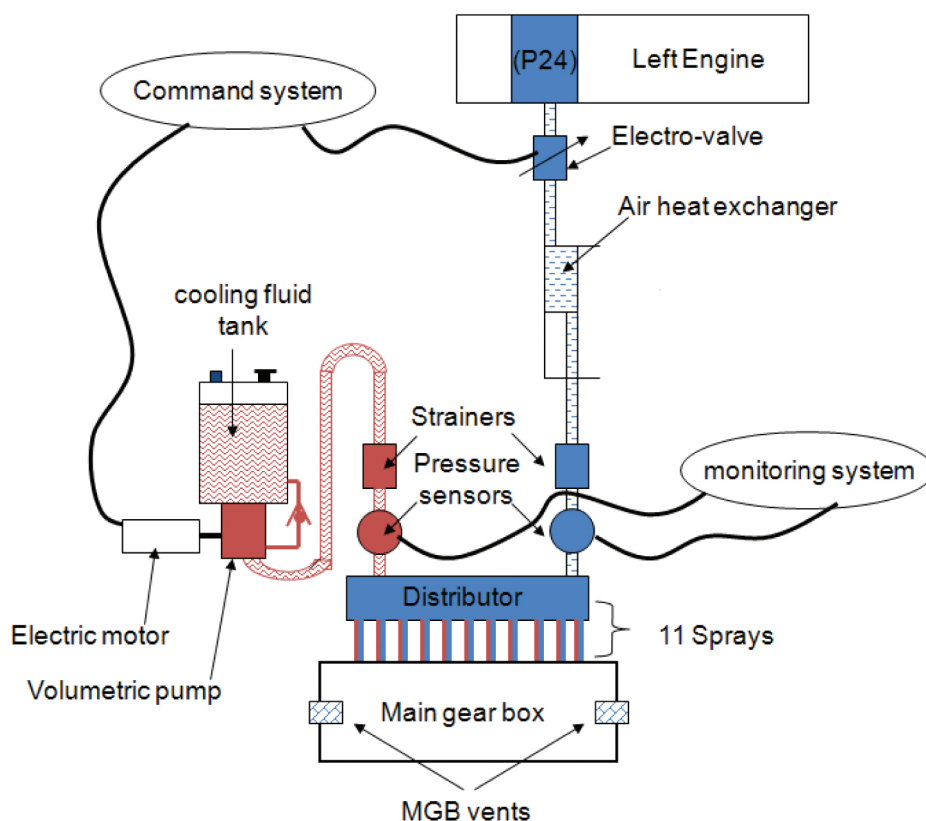 (P24)
Left Engine
Command system
Electro-valve
Air heat exchanger
cooling fluid
tank
Strainers
Pressure
sensors
monitoring system
Distributor
11 Sprays
Electric motor
Volumetric pump
Main gear box
MGB vents